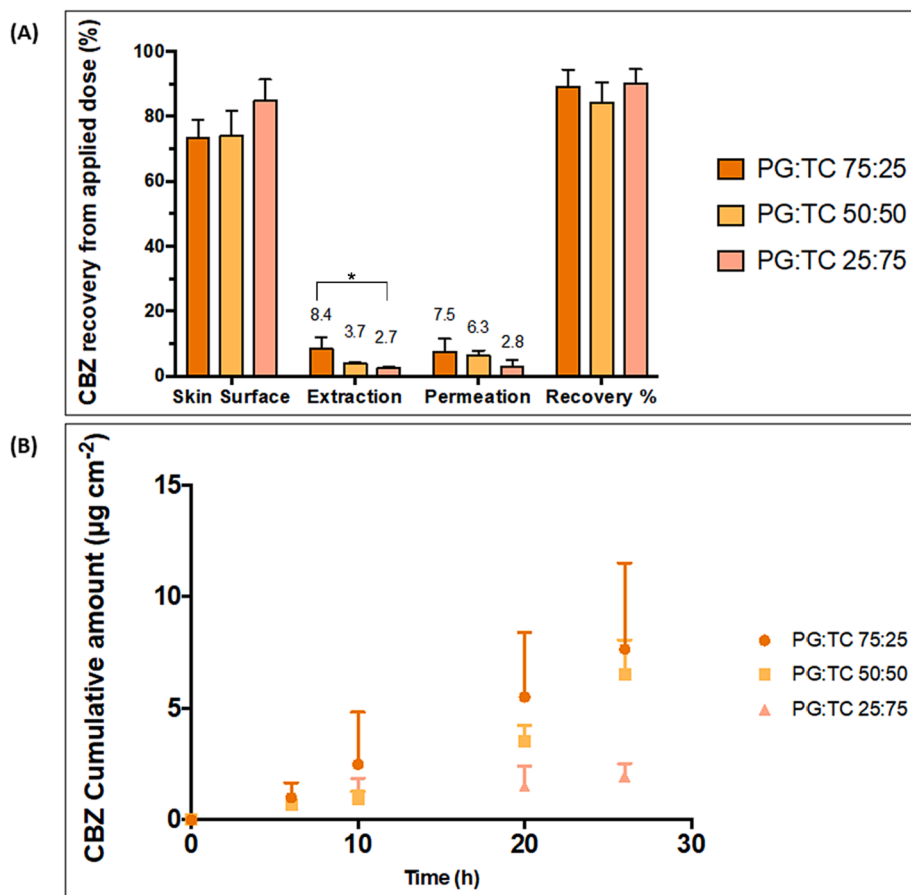 (A)
CBZ recovery from applied dose (%)
100
80
60
40
20
0
*
8.4
3.7
2.7
7.5
6.3
2.8
Skin Surface
Extraction
Permeation
Recovery %
PG:TC 75:25
PG:TC 50:50
PG:TC 25:75
(B)
CBZ Cumulative amount (µg cm⁻²)
15
10
5
0
0
10
20
30
Time (h)
PG:TC 75:25
PG:TC 50:50
PG:TC 25:75